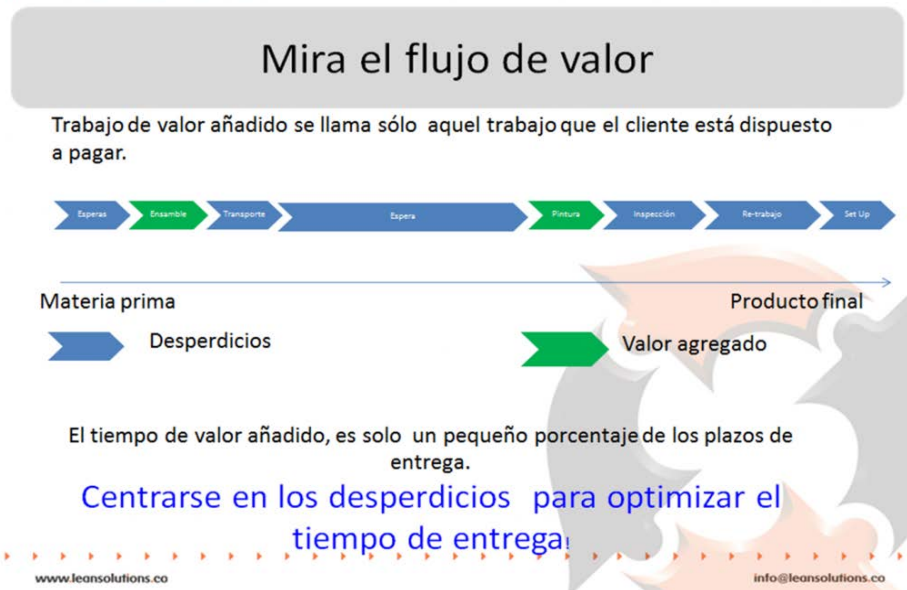 Mira el flujo de valor
Trabajo de valor añadido se llama sólo aquel trabajo que el cliente está dispuesto
a pagar.
Esperas
Ensamble
Transporte
Espera
Pintura
Inspección
Re-trabajo
Set Up
Materia prima
Producto final
Desperdicios
Valor agregado
El tiempo de valor añadido, es solo un pequeño porcentaje de los plazos de
entrega.
Centrarse en los desperdicios para optimizar el
tiempo de entrega!
www.leansolutions.co
info@leansolutions.co